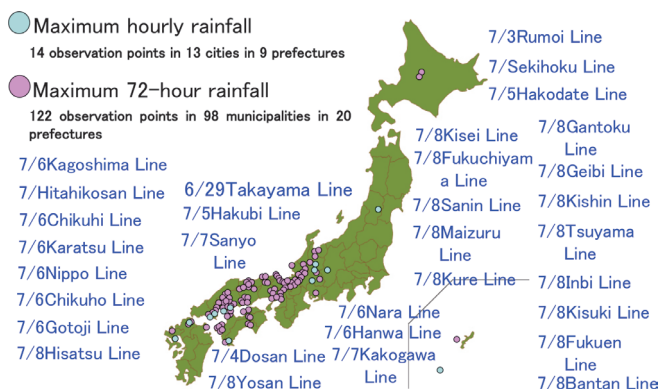 Maximum hourly rainfall
14 observation points in 13 cities in 9 prefectures
Maximum 72-hour rainfall
122 observation points in 98 municipalities in 20
prefectures
7/6Kagoshima Line
7/Hitahikosan Line
7/6Chikuhi Line
7/6Karatsu Line
7/6Nippo Line
7/6Chikuho Line
7/6Gotoji Line
7/8Hisatsu Line
6/29Takayama Line
7/5Hakubi Line
7/7Sanyo
Line
7/4Dosan Line
7/8Yosan Line
7/6Nara Line
7/6Hanwa Line
7/7Kakogawa
Line
7/3Rumoi Line
7/Sekihoku Line
7/5Hakodate Line
7/8Kisei Line
7/8Fukuchiyam
a Line
7/8Sanin Line
7/8Maizuru
Line
7/8Kure Line
7/8Gantoku
Line
7/8Geibi Line
7/8Kishin Line
7/8Tsuyama
Line
7/8Inbi Line
7/8Kisuki Line
7/8Fukuen
Line
7/8Bantan Line